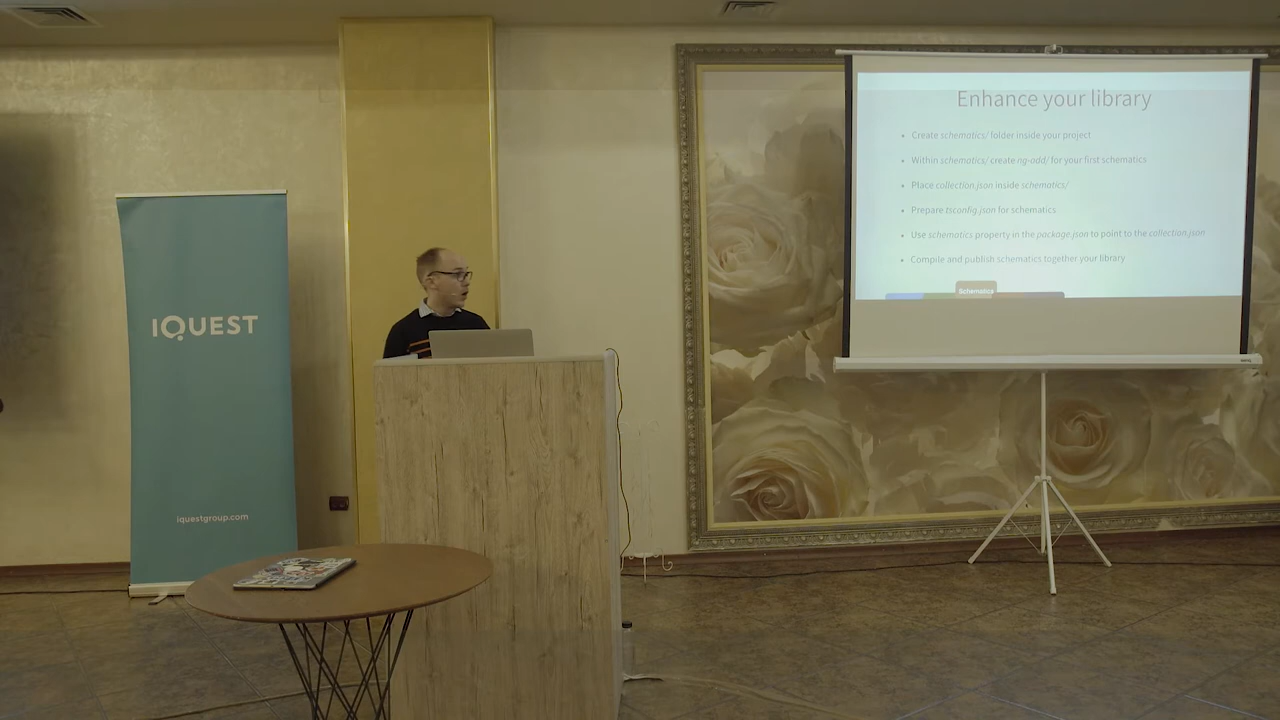 IQUEST
iquestgroup.com
Enhance your library
• Create schematics/ folder inside your project
• Within schematics/ create ng-add/ for your first schematics
• Place collection.json inside schematics/
• Prepare tsconfig.json for schematics
• Use schematics property in the package.json to point to the collection.json
• Compile and publish schematics together your library
Schematics